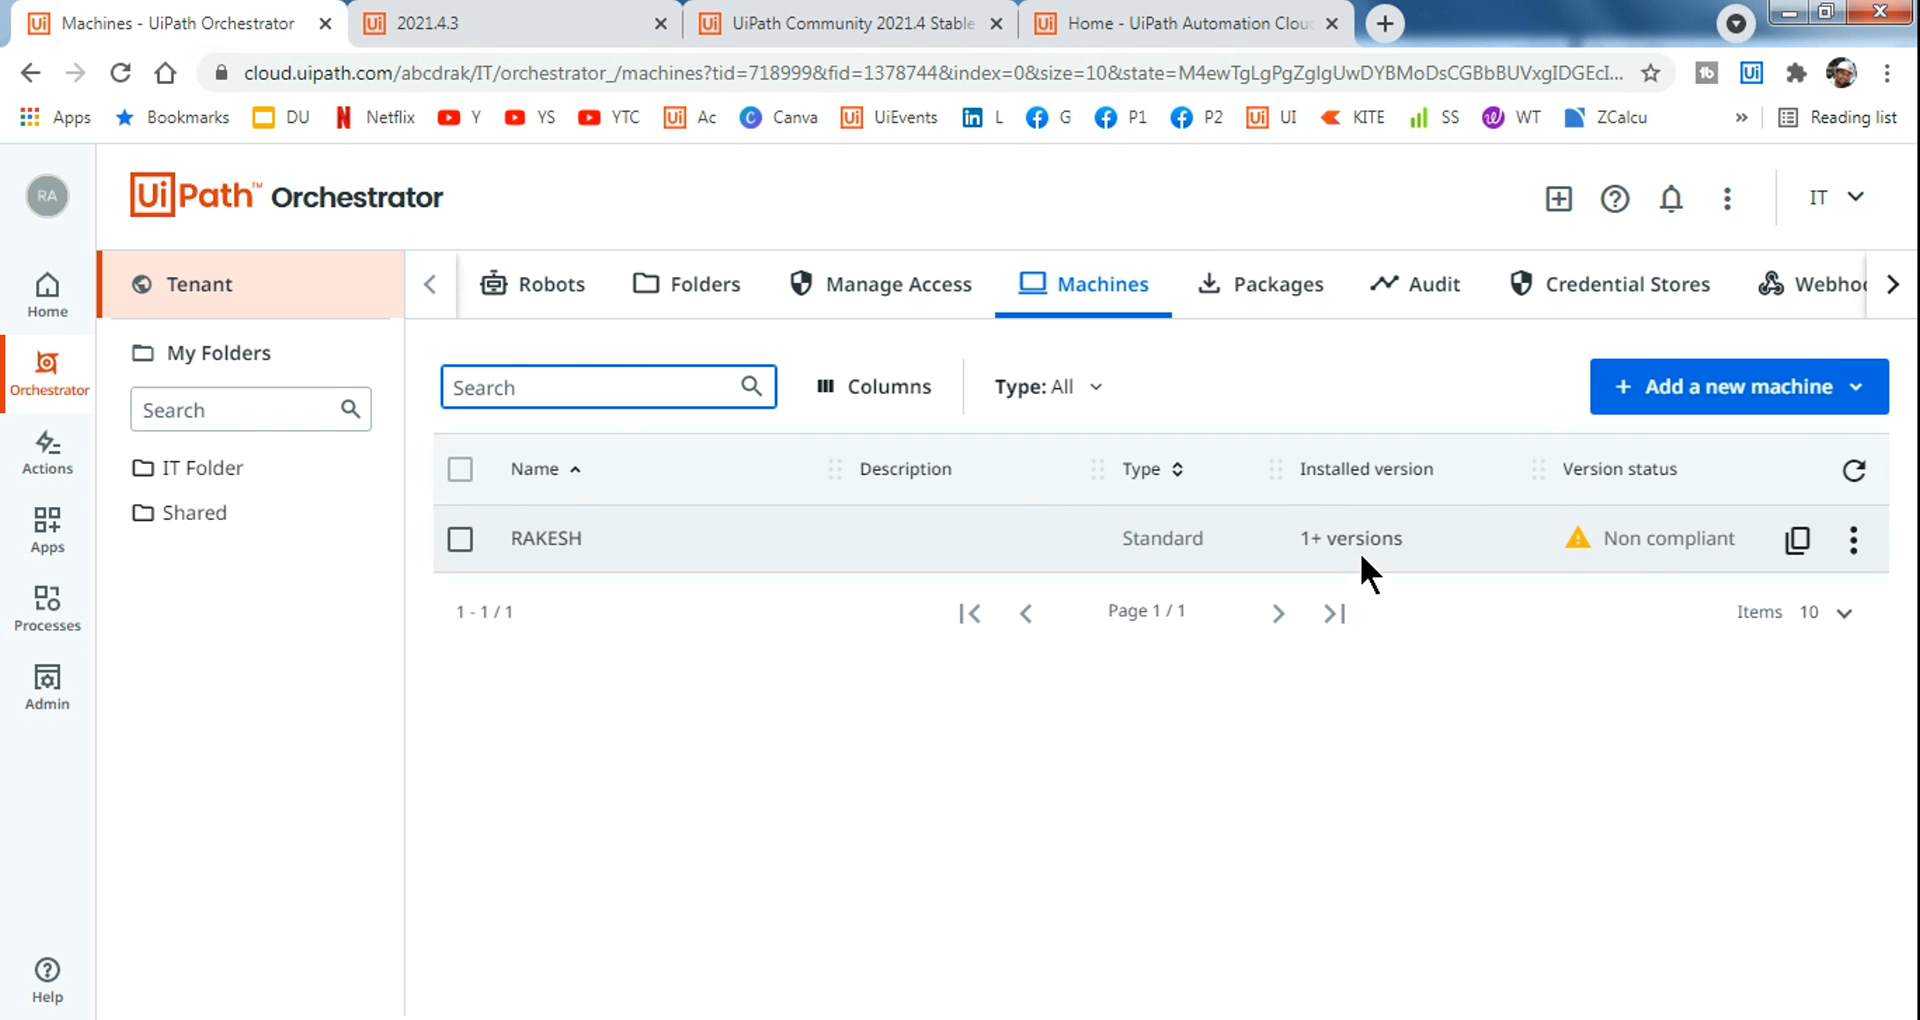 Machines - UiPath Orchestrator
2021.4.3
UiPath Community 2021.4 Stable
Home - UiPath Automation Clou
cloud.uipath.com/abcdrak/IT/orchestrator_/machines?tid=718999&fid=1378744&index=0&size=10&state=M4ewTgLgPgZgIgUwDYBMoDsCGBbBUVxgIDGEcI...
Apps
Bookmarks
DU
Netflix
Y
YS
YTC
Ac
Canva
UiEvents
L
G
P1
P2
UI
KITE
SS
WT
ZCalcu
»
Reading list
RA
UiPath™ Orchestrator
IT
Home
Orchestrator
Actions
Apps
Processes
Admin
Help
Tenant
My Folders
Search
IT Folder
Shared
Robots
Folders
Manage Access
Machines
Packages
Audit
Credential Stores
Webhoo
Search
Columns
Type: All
+ Add a new machine
Name
Description
Type
Installed version
Version status
RAKESH
Standard
1+ versions
Non compliant
1 - 1 / 1
Page 1 / 1
Items 10